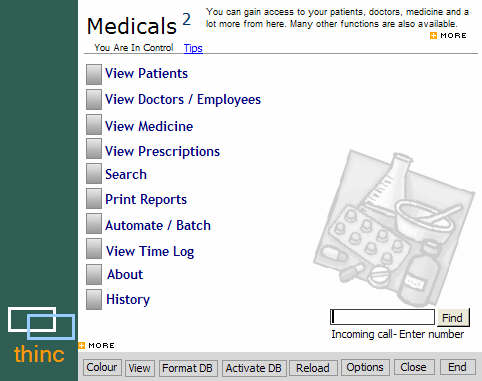 Medicals 2
You can gain access to your patients, doctors, medicine and a
lot more from here. Many other functions are also available.
MORE
You Are In Control Tips
View Patients
View Doctors / Employees
View Medicine
View Prescriptions
Search
Print Reports
Automate / Batch
View Time Log
About
History
Find
Incoming call- Enter number
thinc
MORE
Colour View Format DB Activate DB Reload Options Close End